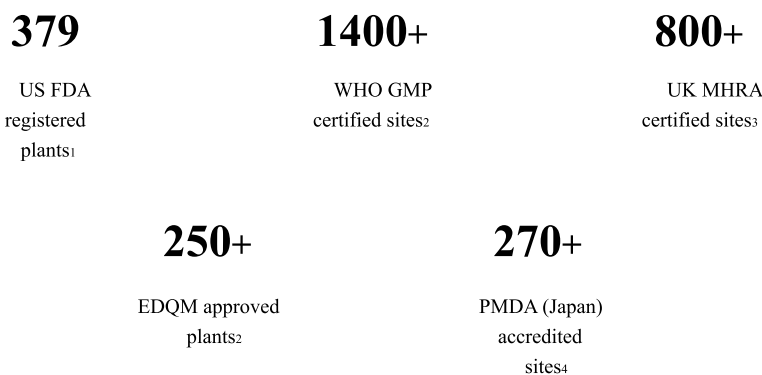 379
US FDA
registered
plants1
1400+
WHO GMP
certified sites2
800+
UK MHRA
certified sites3
250+
EDQM approved
plants2
270+
PMDA (Japan)
accredited
sites4